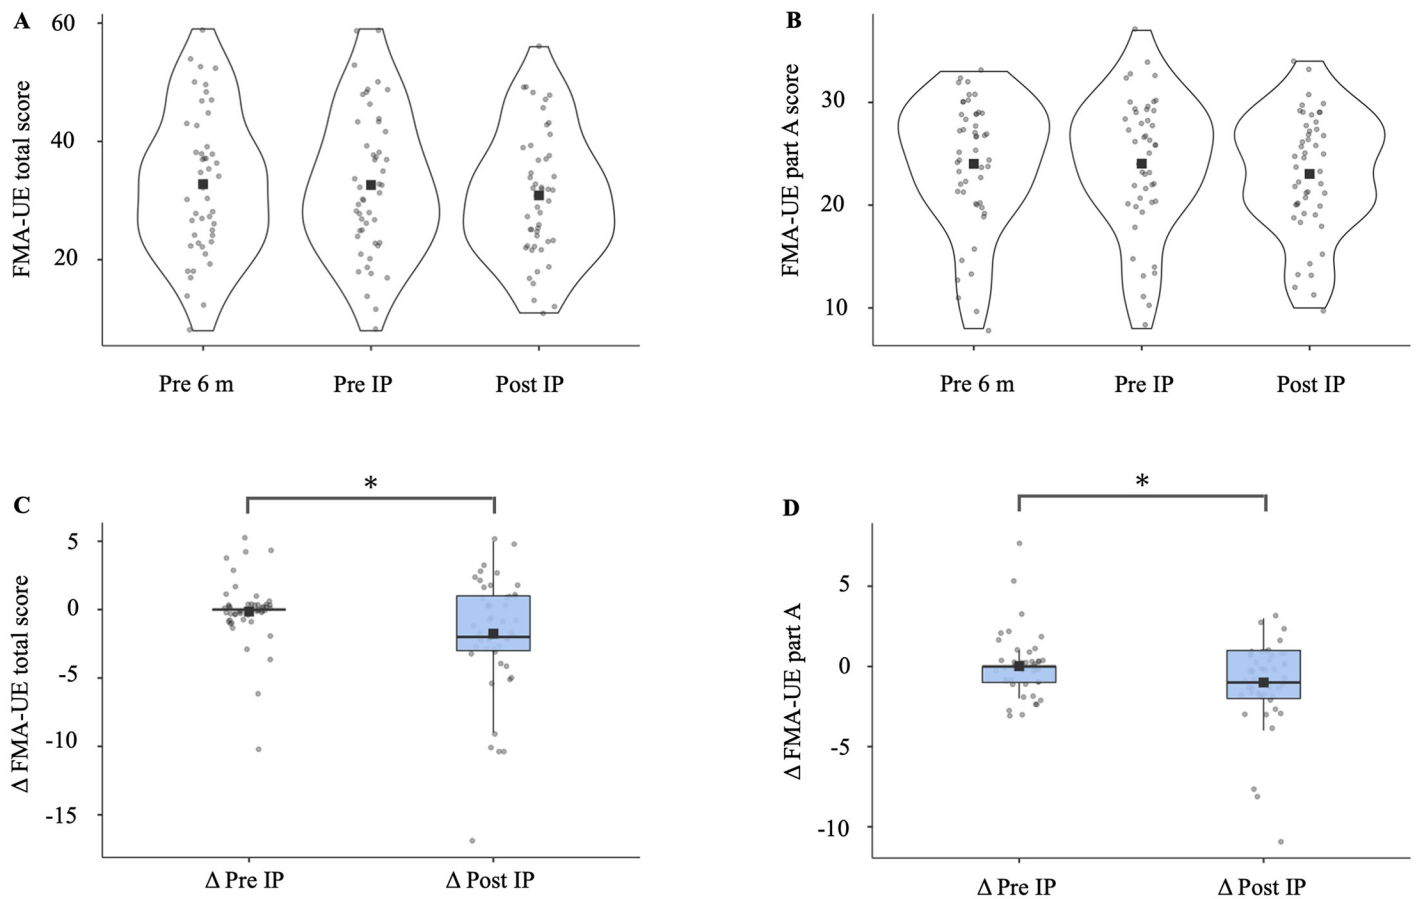 A
FMA-UE total score
60
40
20
Pre 6 m
Pre IP
Post IP
B
FMA-UE part A score
30
20
10
Pre 6 m
Pre IP
Post IP
C
*
Δ FMA-UE total score
5
0
-5
-10
-15
Δ Pre IP
Δ Post IP
D
*
Δ FMA-UE part A
5
0
-5
-10
Δ Pre IP
Δ Post IP